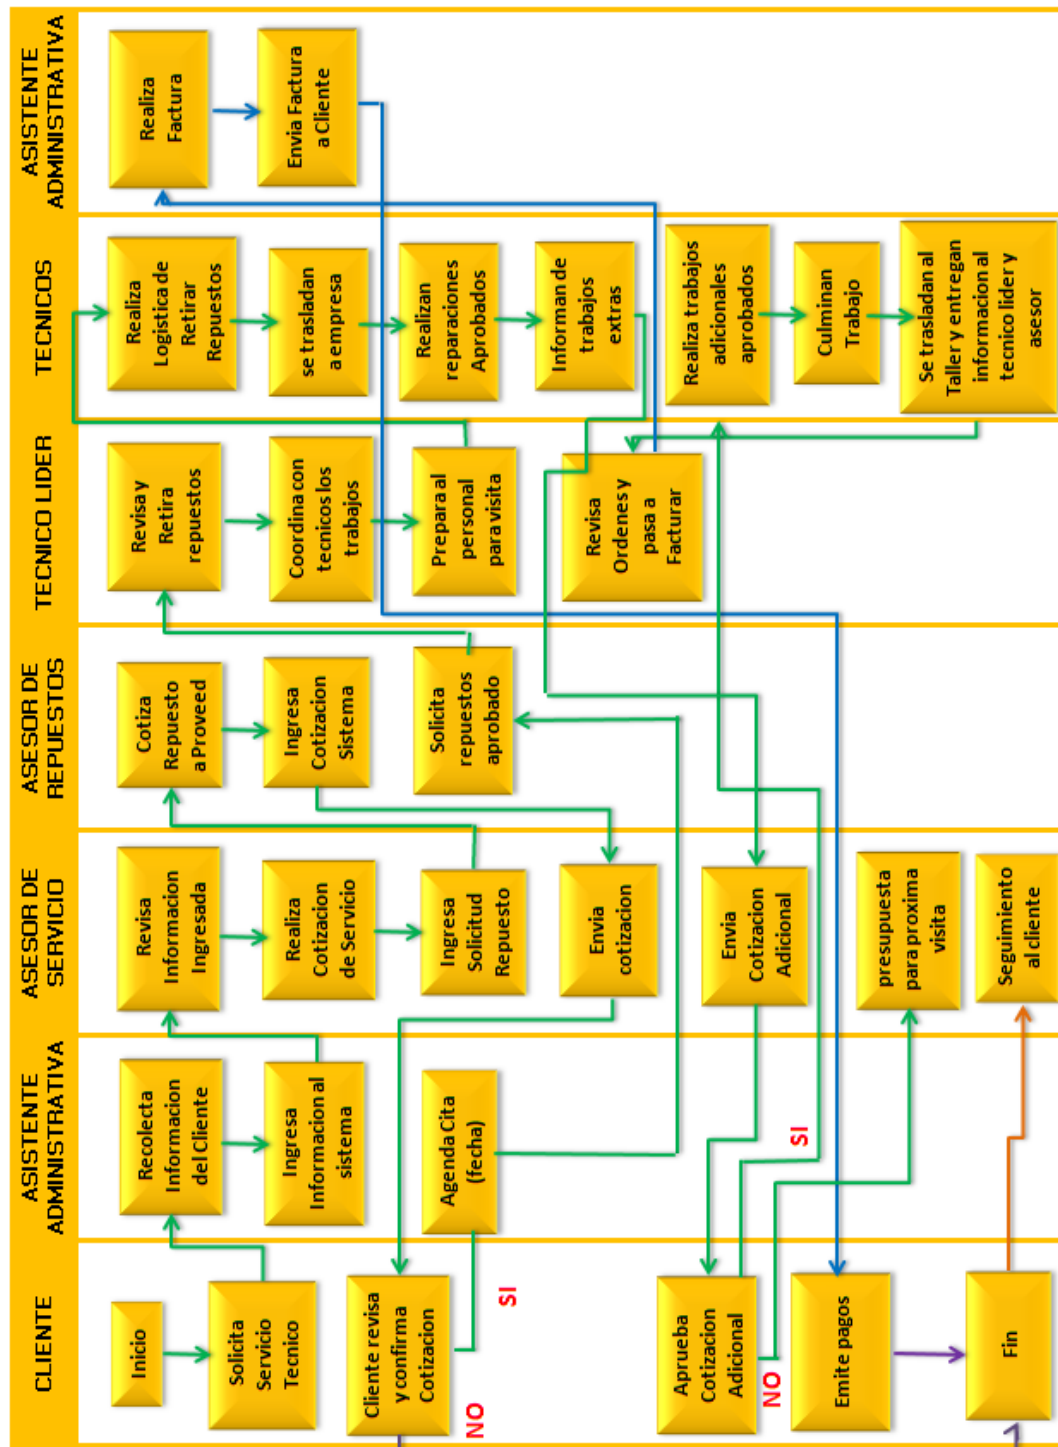 CLIENTE
Inicio
Solicita
Servicio
Tecnico
Cliente revisa
y confirma
Cotizacion
NO
SI
Aprueba
Cotizacion
Adicional
NO
SI
Emite pagos
Fin
ASISTENTE
ADMINISTRATIVA
Recolecta
Informacion
del Cliente
Ingresa
Informacion al
sistema
Agenda Cita
(fecha)
ASESOR DE
SERVICIO
Revisa
Informacion
Ingresada
Realiza
Cotizacion
de Servicio
Ingresa
Solicitud
Repuesto
Envia
cotizacion
Envia
Cotizacion
Adicional
presupuesta
para proxima
visita
Seguimiento
al cliente
ASESOR DE
REPUESTOS
Cotiza
Repuesto
a Proveed
Ingresa
Cotizacion
Sistema
Solicita
repuestos
aprobado
TECNICO LIDER
Revisa y
Retira
repuestos
Coordina con
tecnicos los
trabajos
Prepara al
personal
para visita
Revisa
Ordenes y
pasa a
Facturar
TECNICOS
Realiza
Logistica de
Retirar
Repuestos
se trasladan
a empresa
Realizan
reparaciones
Aprobados
Informan de
trabajos
extras
Realiza trabajos
adicionales
aprobados
Culminan
Trabajo
Se trasladan al
Taller y entregan
informacion al
tecnico lider y
asesor
ASISTENTE
ADMINISTRATIVA
Realiza
Factura
Envia Factura
a Cliente